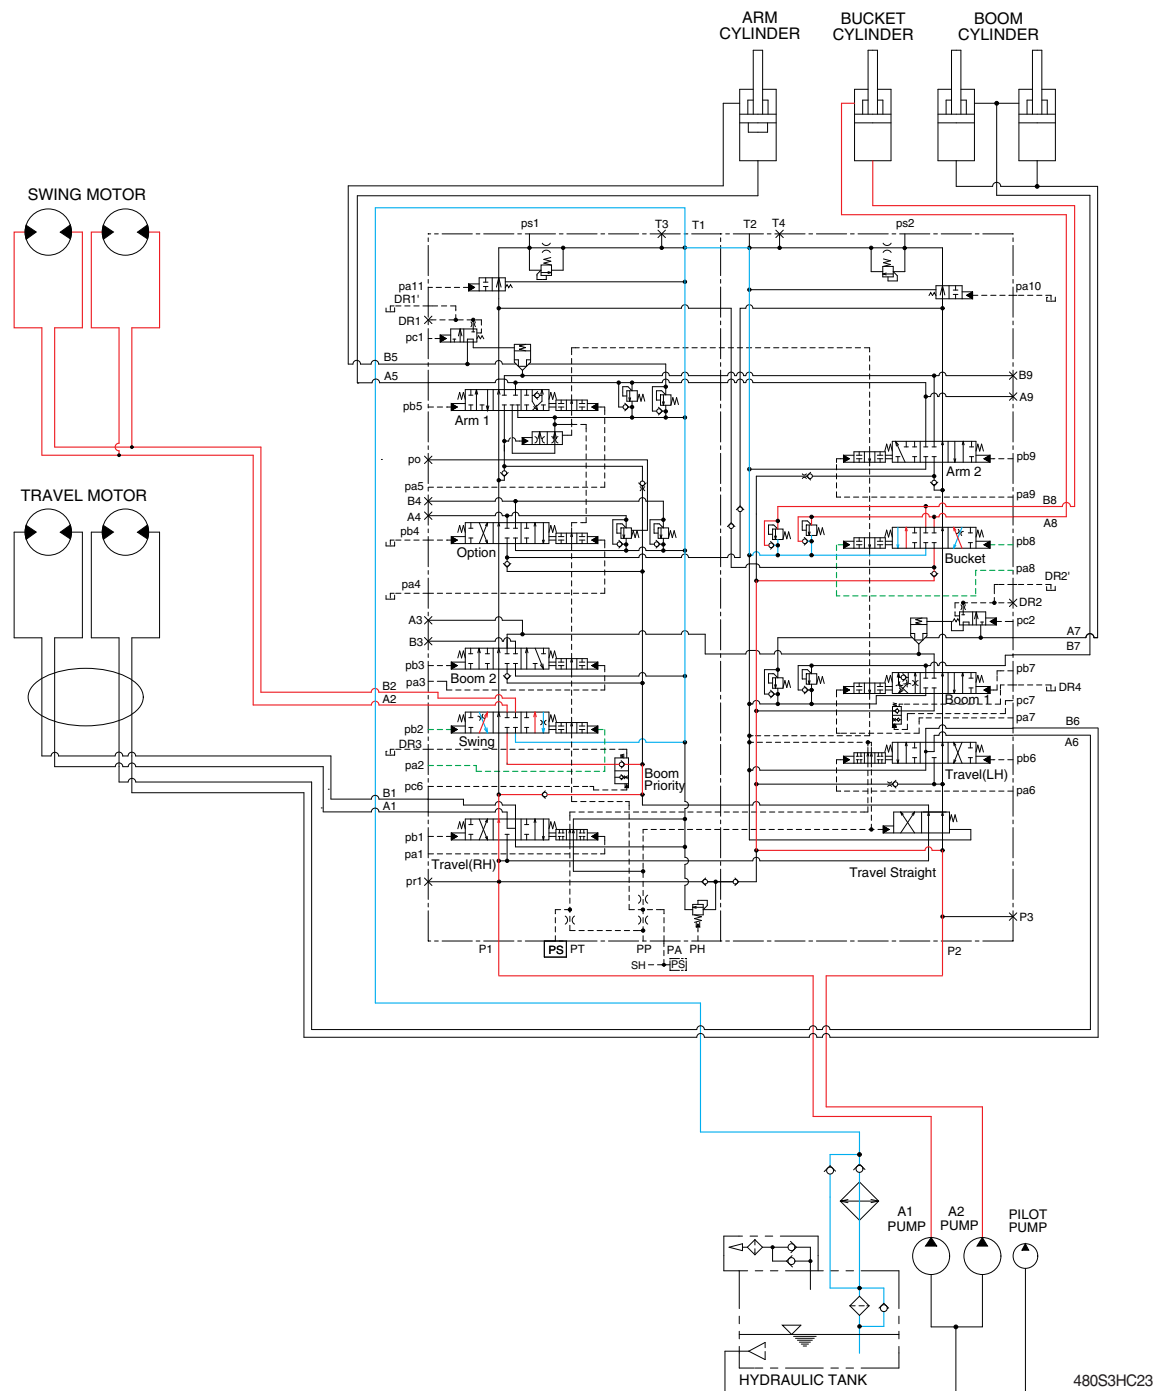 ARM
CYLINDER
BUCKET
CYLINDER
BOOM
CYLINDER
SWING MOTOR
TRAVEL MOTOR
ps1
T3
T1
T2
T4
ps2
pa11
DR1'
DR1
pc1
B5
A5
pb5
Arm 1
po
pa5
B4
A4
pb4
Option
pa4
A3
B3
pb3
Boom 2
pa3
B2
A2
pb2
Swing
DR3
pa2
Boom
Priority
pc6
B1
A1
pb1
pa1
Travel(RH)
pr1
pa10
B9
A9
pb9
Arm 2
pa9
B8
A8
pb8
Bucket
pa8
DR2'
DR2
pc2
A7
B7
pb7
Boom 1
DR4
pc7
pa7
B6
A6
Travel(LH)
pb6
pa6
Travel Straight
P3
P1
PS
PT
PP
PA
PH
P2
SH
PS
A1
PUMP
A2
PUMP
PILOT
PUMP
HYDRAULIC TANK
480S3HC23